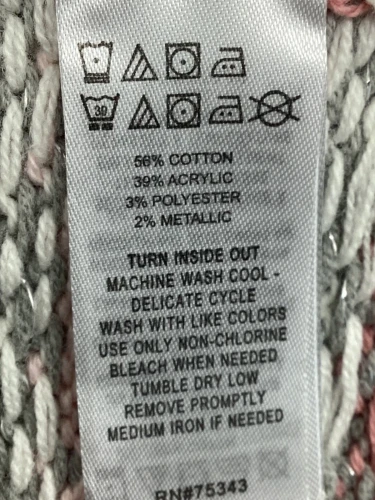 30
56% COTTON
39% ACRYLIC
3% POLYESTER
2% METALLIC
TURN INSIDE OUT
MACHINE WASH COOL -
DELICATE CYCLE
WASH WITH LIKE COLORS
USE ONLY NON-CHLORINE
BLEACH WHEN NEEDED
TUMBLE DRY LOW
REMOVE PROMPTLY
MEDIUM IRON IF NEEDED
RN#75343